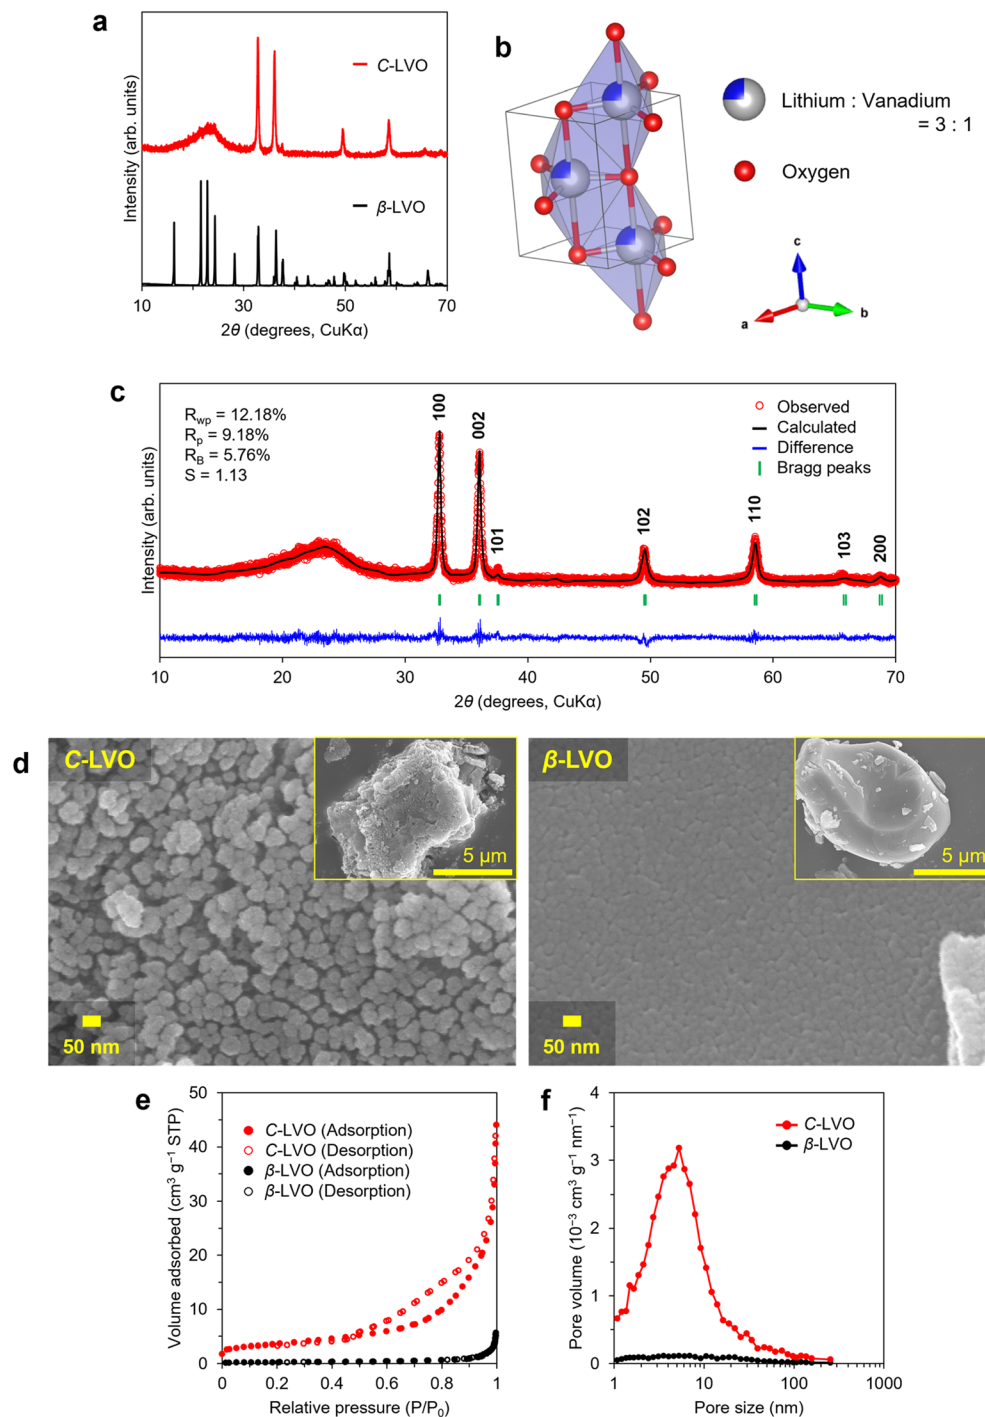 a
C-LVO
β-LVO
Intensity (arb. units)
10
30
50
70
2θ (degrees, CuKα)
b
Lithium : Vanadium
= 3 : 1
Oxygen
c
a
b
c
Intensity (arb. units)
R_wp = 12.18%
R_p = 9.18%
R_B = 5.76%
S = 1.13
100
002
101
102
110
103
200
Observed
Calculated
Difference
Bragg peaks
10
20
30
40
50
60
70
2θ (degrees, CuKα)
d
C-LVO
5 µm
50 nm
β-LVO
5 µm
50 nm
e
Volume adsorbed (cm³ g⁻¹ STP)
50
40
30
20
10
0
C-LVO (Adsorption)
C-LVO (Desorption)
β-LVO (Adsorption)
β-LVO (Desorption)
0
0.2
0.4
0.6
0.8
1
Relative pressure (P/P₀)
f
Pore volume (10⁻³ cm³ g⁻¹ nm⁻¹)
4
3
2
1
0
C-LVO
β-LVO
1
10
100
1000
Pore size (nm)